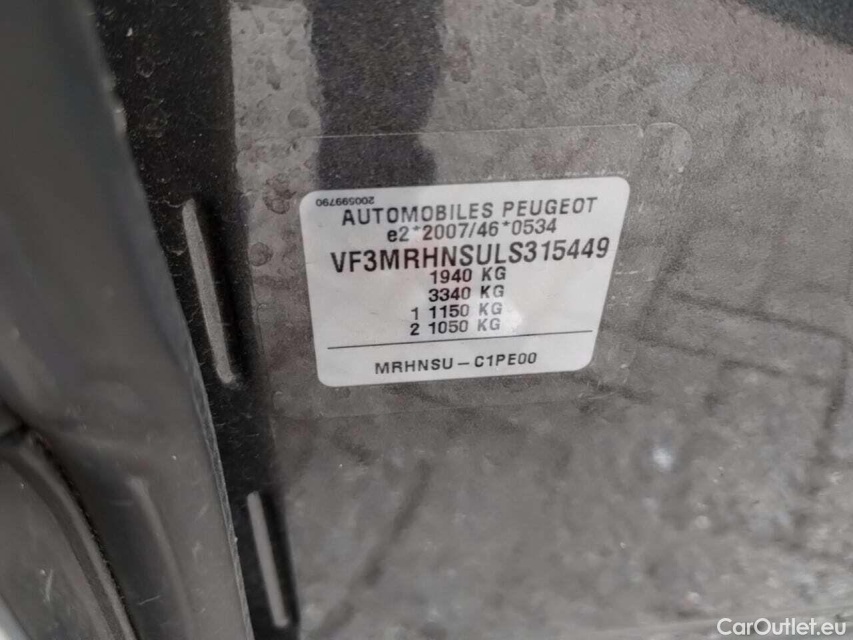 200599790
AUTOMOBILES PEUGEOT
e2*2007/46*0534
VF3MRHNSULS315449
1940 KG
3340 KG
1 1150 KG
2 1050 KG
MRHNSU-C1PE00
CarOutlet.eu